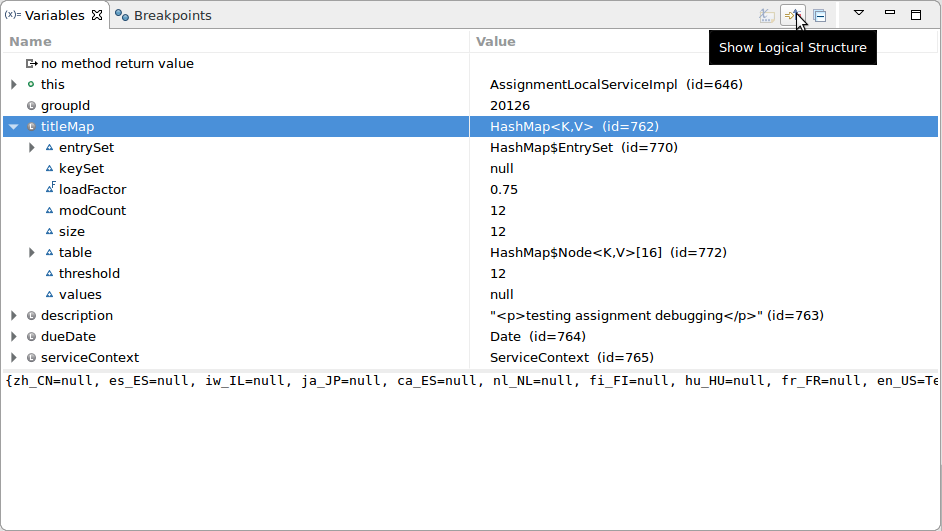 (x)= Variables Breakpoints
Show Logical Structure
Name Value
no method return value
this AssignmentLocalServiceImpl (id=646)
groupId 20126
titleMap HashMap<K,V> (id=762)
entrySet HashMap$EntrySet (id=770)
keySet null
F loadFactor 0.75
modCount 12
size 12
table HashMap$Node<K,V>[16] (id=772)
threshold 12
values null
description "<p>testing assignment debugging</p>" (id=763)
dueDate Date (id=764)
serviceContext ServiceContext (id=765)
{zh_CN=null, es_ES=null, iw_IL=null, ja_JP=null, ca_ES=null, nl_NL=null, fi_FI=null, hu_HU=null, fr_FR=null, en_US=Te